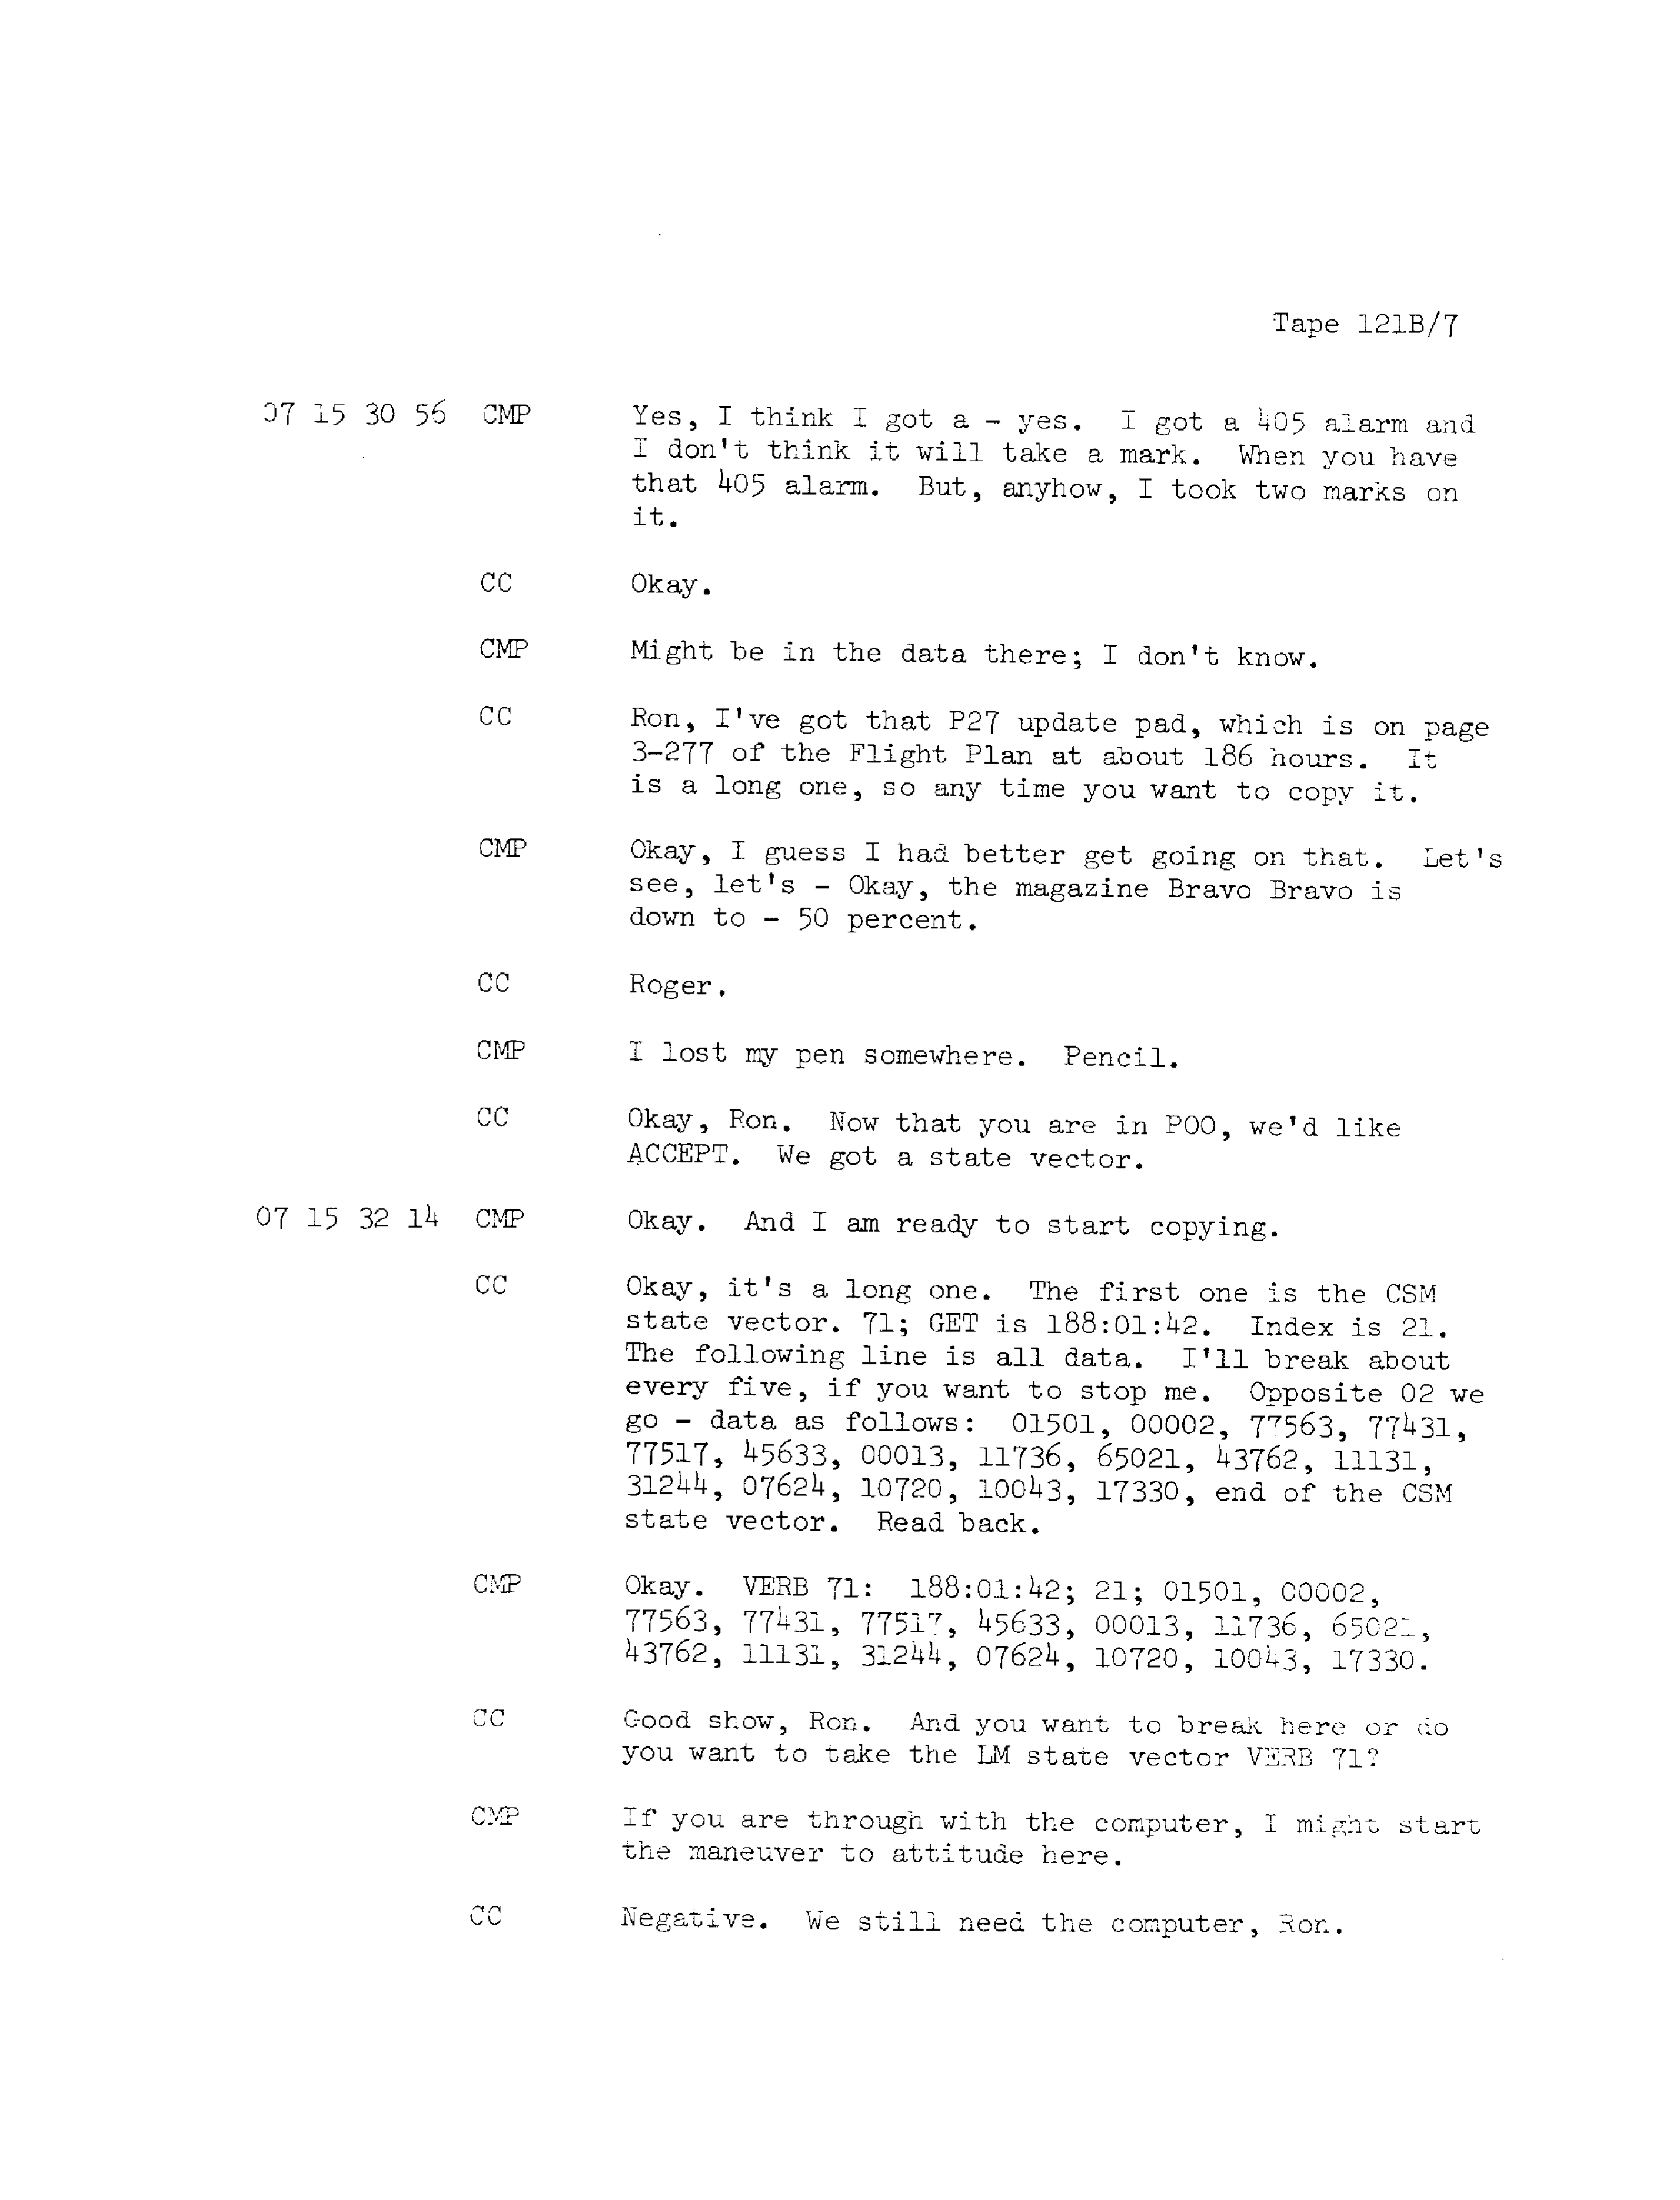 Tape 121B/7
07 15 30 56 CMP Yes, I think I got a - yes. I got a 405 alarm and
I don't think it will take a mark. When you have
that 405 alarm. But, anyhow, I took two marks on
it.
CC Okay.
CMP Might be in the data there; I don't know.
CC Ron, I've got that P27 update pad, which is on page
3-277 of the Flight Plan at about 186 hours. It
is a long one, so any time you want to copy it.
CMP Okay, I guess I had better get going on that. Let's
see, let's - Okay, the magazine Bravo Bravo is
down to - 50 percent.
CC Roger.
CMP I lost my pen somewhere. Pencil.
CC Okay, Ron. Now that you are in POO, we'd like
ACCEPT. We got a state vector.
07 15 32 14 CMP Okay. And I am ready to start copying.
CC Okay, it's a long one. The first one is the CSM
state vector. 71; GET is 188:01:42. Index is 21.
The following line is all data. I'll break about
every five, if you want to stop me. Opposite 02 we
go - data as follows: 01501, 00002, 77563, 77431,
77517, 45633, 00013, 11736, 65021, 43762, 11131,
31244, 07624, 10720, 10043, 17330, end of the CSM
state vector. Read back.
CMP Okay. VERB 71: 188:01:42; 21; 01501, 00002,
77563, 77431, 77517, 45633, 00013, 11736, 65021,
43762, 11131, 31244, 07624, 10720, 10043, 17330.
CC Good show, Ron. And you want to break here or do
you want to take the LM state vector VERB 71?
CMP If you are through with the computer, I might start
the maneuver to attitude here.
CC Negative. We still need the computer, Ron.